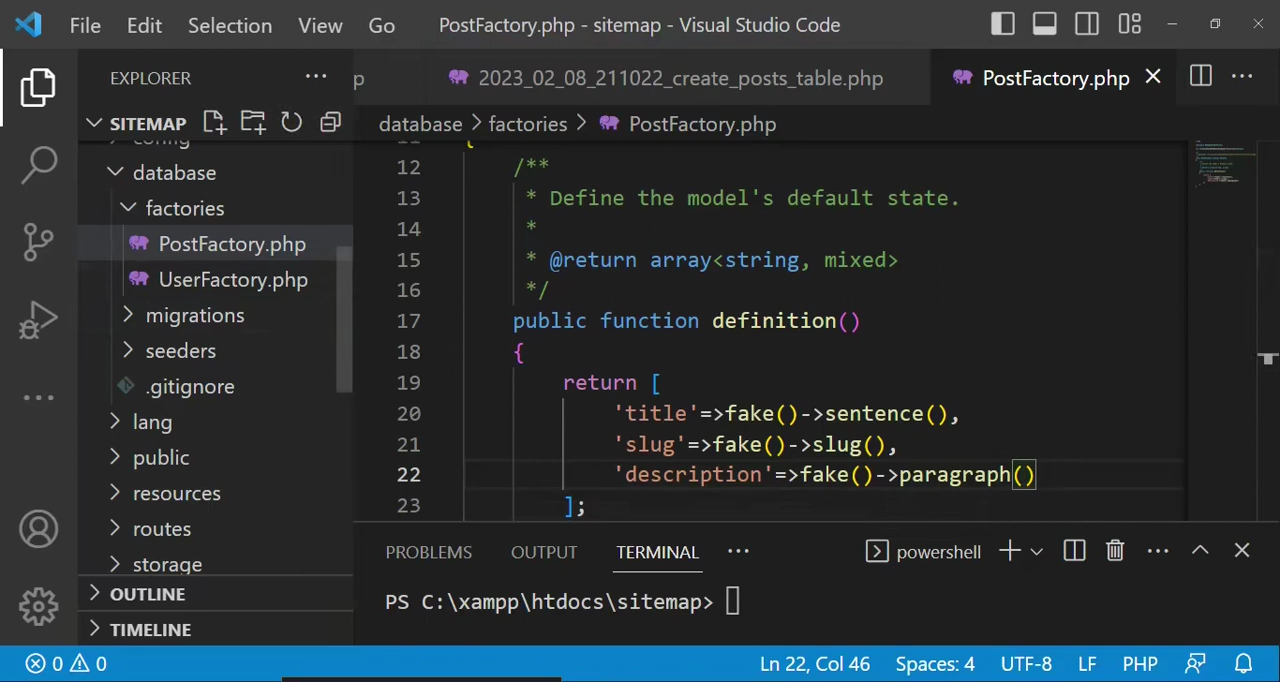 File Edit Selection View Go PostFactory.php - sitemap - Visual Studio Code
EXPLORER
SITEMAP
config
database
factories
PostFactory.php
UserFactory.php
migrations
seeders
.gitignore
lang
public
resources
routes
storage
OUTLINE
TIMELINE
p 2023_02_08_211022_create_posts_table.php PostFactory.php
database > factories > PostFactory.php
11 {
12 /**
13 * Define the model's default state.
14 *
15 * @return array<string, mixed>
16 */
17 public function definition()
18 {
19 return [
20 'title'=>fake()->sentence(),
21 'slug'=>fake()->slug(),
22 'description'=>fake()->paragraph()
23 ];
PROBLEMS OUTPUT TERMINAL powershell
PS C:\xampp\htdocs\sitemap>
0 0 Ln 22, Col 46 Spaces: 4 UTF-8 LF PHP